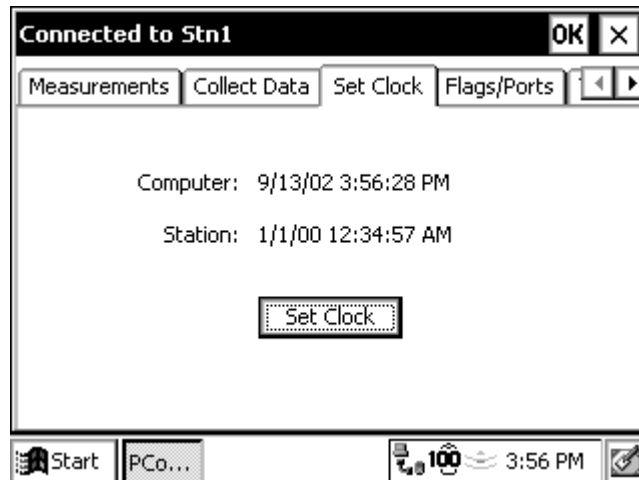 Connected to Stn1 OK ×
Measurements Collect Data Set Clock Flags/Ports
Computer: 9/13/02 3:56:28 PM
Station: 1/1/00 12:34:57 AM
Set Clock
Start PCo... 100 3:56 PM